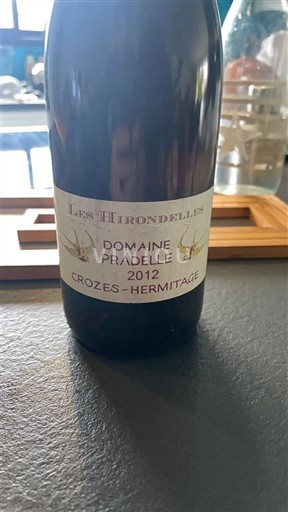 LES HIRONDELLES
DOMAINE
PRADELLE
2012
CROZES-HERMITAGE